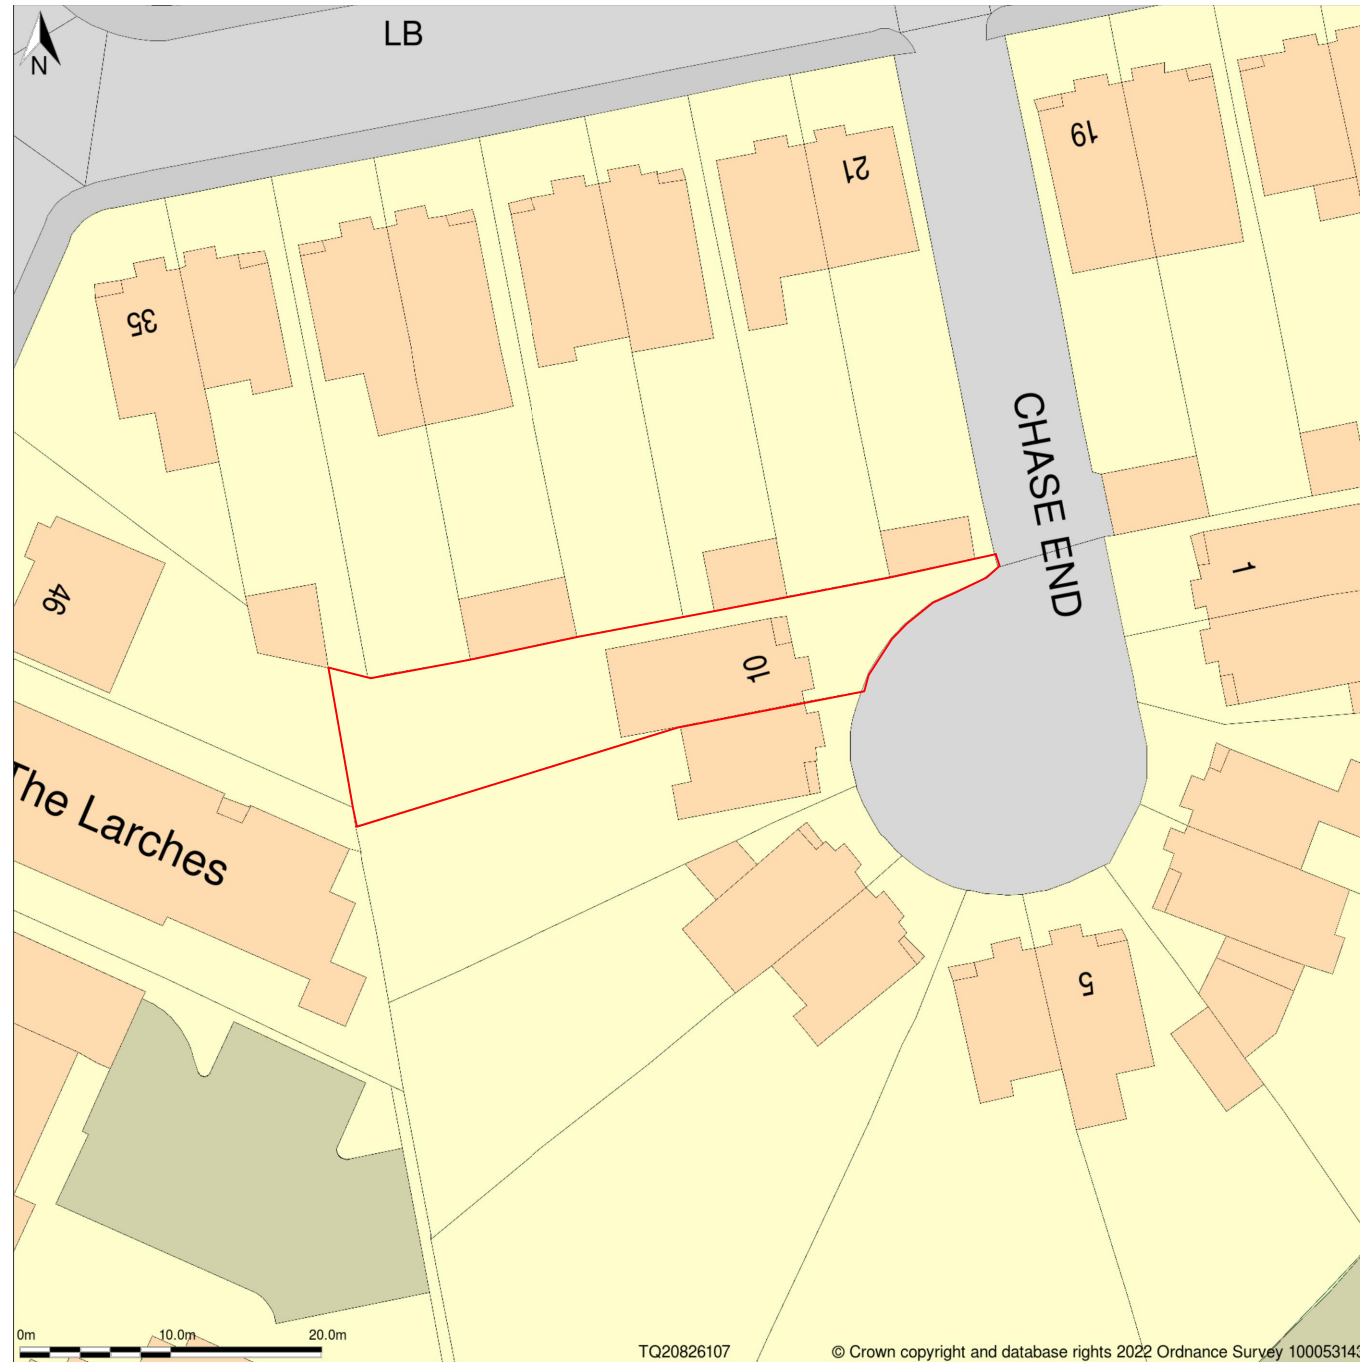 N
LB
19
21
35
CHASE END
46
1
10
The Larches
5
0m 10.0m 20.0m
TQ20826107
© Crown copyright and database rights 2022 Ordnance Survey 100053143